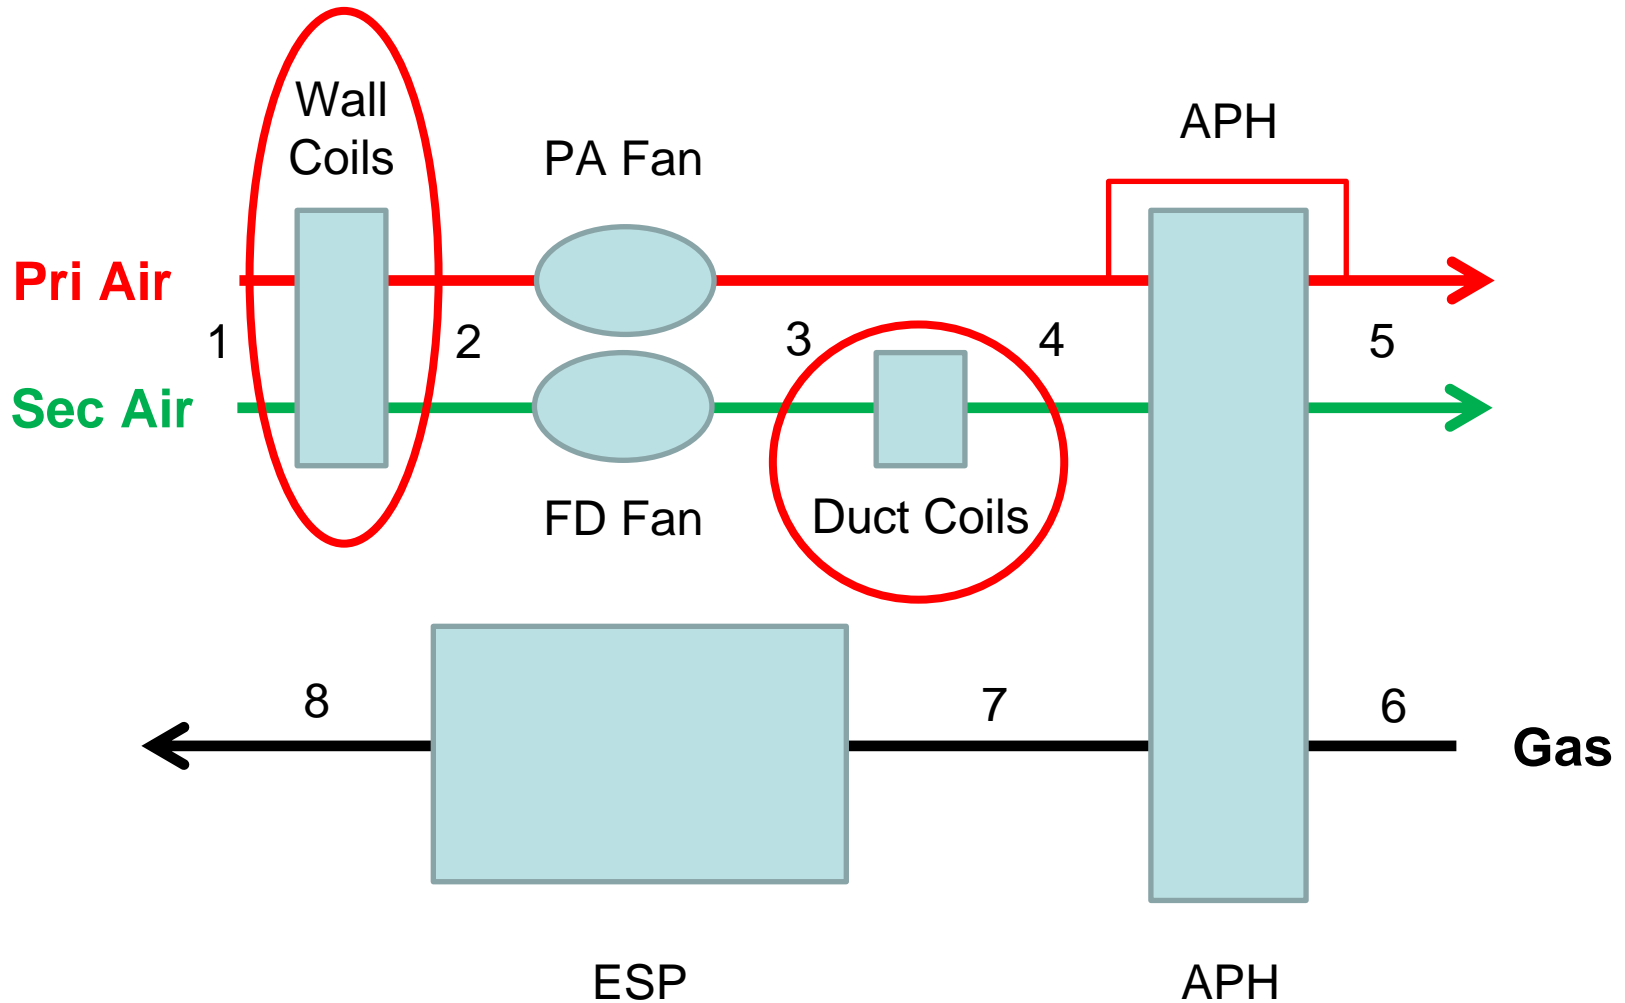 Wall
Coils
PA Fan
APH
Pri Air
1
2
3
4
5
Sec Air
FD Fan
Duct Coils
8
7
6
Gas
ESP
APH